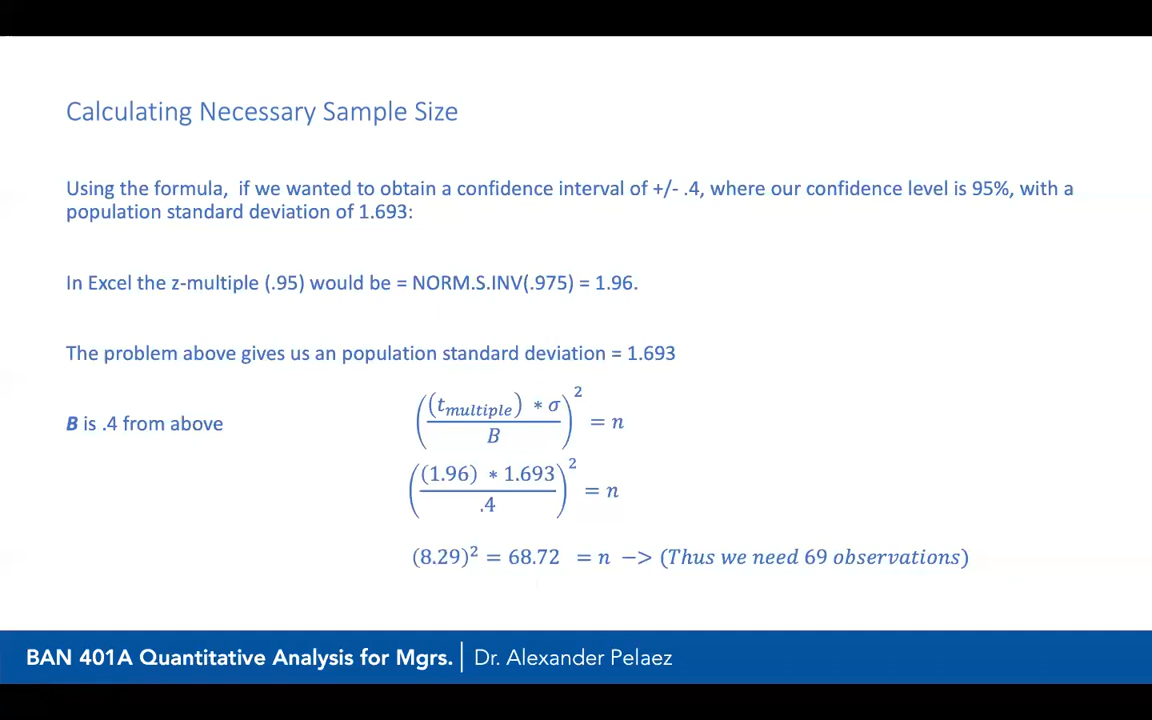 Calculating Necessary Sample Size
Using the formula, if we wanted to obtain a confidence interval of +/- .4, where our confidence level is 95%, with a
population standard deviation of 1.693:
In Excel the z-multiple (.95) would be = NORM.S.INV(.975) = 1.96.
The problem above gives us an population standard deviation = 1.693
B is .4 from above
(((t_multiple) * σ)/B)² = n
(((1.96) * 1.693)/.4)² = n
(8.29)² = 68.72 = n –> (Thus we need 69 observations)
BAN 401A Quantitative Analysis for Mgrs. | Dr. Alexander Pelaez